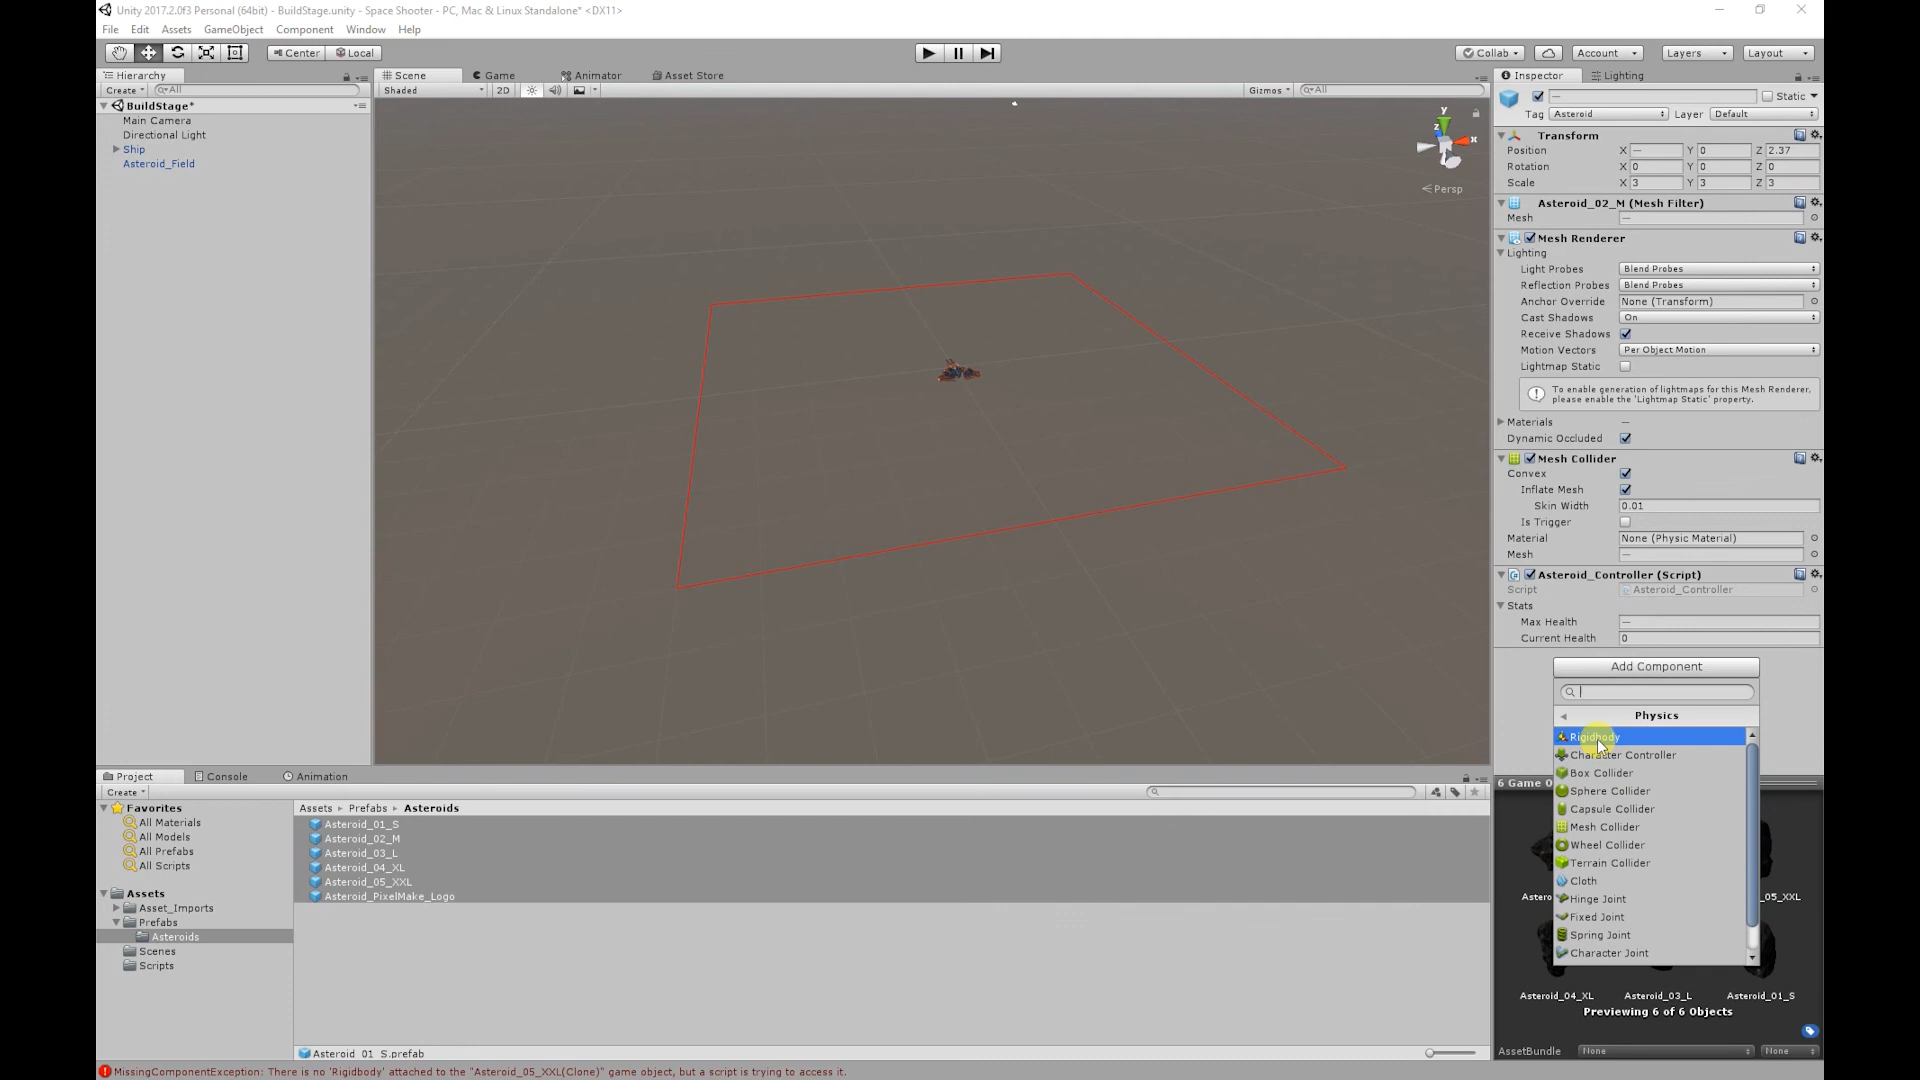 Unity 2017.2.0f3 Personal (64bit) - BuildStage.unity - Space Shooter - PC, Mac & Linux Standalone* <DX11>
File Edit Assets GameObject Component Window Help
Center Local
Collab Account Layers Layout
Hierarchy
Create All
BuildStage*
Main Camera
Directional Light
Ship
Asteroid_Field
Scene Game Animator Asset Store
Shaded 2D Gizmos All
y
z
x
Persp
Inspector Lighting
— Static
Tag Asteroid Layer Default
Transform
Position X — Y 0 Z 2.37
Rotation X 0 Y 0 Z 0
Scale X 3 Y 3 Z 3
Asteroid_02_M (Mesh Filter)
Mesh —
Mesh Renderer
Lighting
Light Probes Blend Probes
Reflection Probes Blend Probes
Anchor Override None (Transform)
Cast Shadows On
Receive Shadows
Motion Vectors Per Object Motion
Lightmap Static
To enable generation of lightmaps for this Mesh Renderer,
please enable the 'Lightmap Static' property.
Materials —
Dynamic Occluded
Mesh Collider
Convex
Inflate Mesh
Skin Width 0.01
Is Trigger
Material None (Physic Material)
Mesh —
Asteroid_Controller (Script)
Script Asteroid_Controller
Stats
Max Health —
Current Health 0
Add Component
Physics
Rigidbody
Character Controller
Box Collider
Sphere Collider
Capsule Collider
Mesh Collider
Wheel Collider
Terrain Collider
Cloth
Hinge Joint
Fixed Joint
Spring Joint
Character Joint
6 Game O
Astero _05_XXL
Asteroid_04_XL Asteroid_03_L Asteroid_01_S
Previewing 6 of 6 Objects
AssetBundle None None
Project Console Animation
Create
Favorites
All Materials
All Models
All Prefabs
All Scripts
Assets
Asset_Imports
Prefabs
Asteroids
Scenes
Scripts
Assets Prefabs Asteroids
Asteroid_01_S
Asteroid_02_M
Asteroid_03_L
Asteroid_04_XL
Asteroid_05_XXL
Asteroid_PixelMake_Logo
Asteroid_01_S.prefab
MissingComponentException: There is no 'Rigidbody' attached to the "Asteroid_05_XXL(Clone)" game object, but a script is trying to access it.